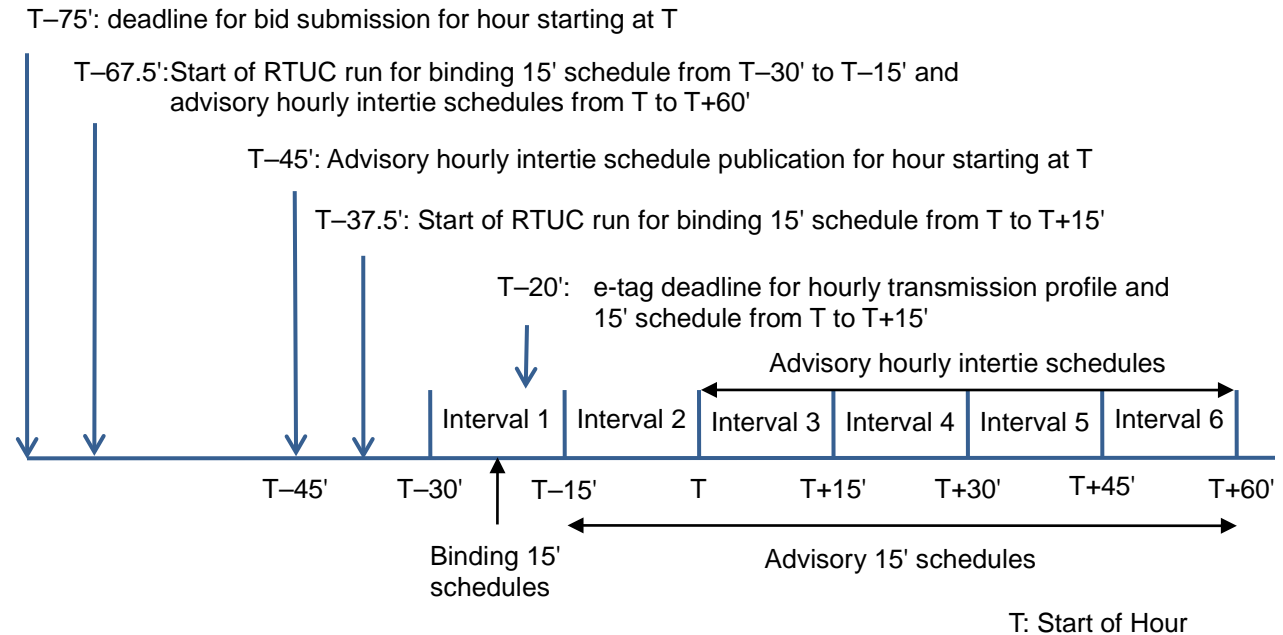 T–75': deadline for bid submission for hour starting at T
T–67.5':Start of RTUC run for binding 15' schedule from T–30' to T–15' and
advisory hourly intertie schedules from T to T+60'
T–45': Advisory hourly intertie schedule publication for hour starting at T
T–37.5': Start of RTUC run for binding 15' schedule from T to T+15'
T–20': e-tag deadline for hourly transmission profile and
15' schedule from T to T+15'
Advisory hourly intertie schedules
Interval 1 Interval 2 Interval 3 Interval 4 Interval 5 Interval 6
T–45' T–30' T–15' T T+15' T+30' T+45' T+60'
Binding 15'
schedules
Advisory 15' schedules
T: Start of Hour